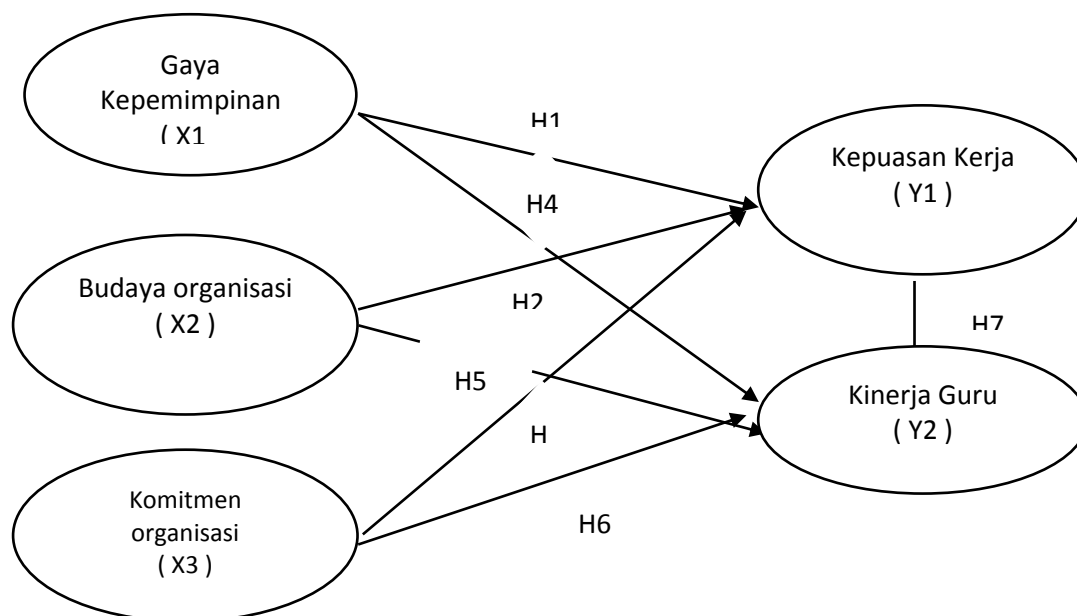 Gaya
Kepemimpinan
( X1
H1
Kepuasan Kerja
( Y1 )
H4
Budaya organisasi
( X2 )
H2
H7
H5
Kinerja Guru
( Y2 )
H
Komitmen
organisasi
( X3 )
H6